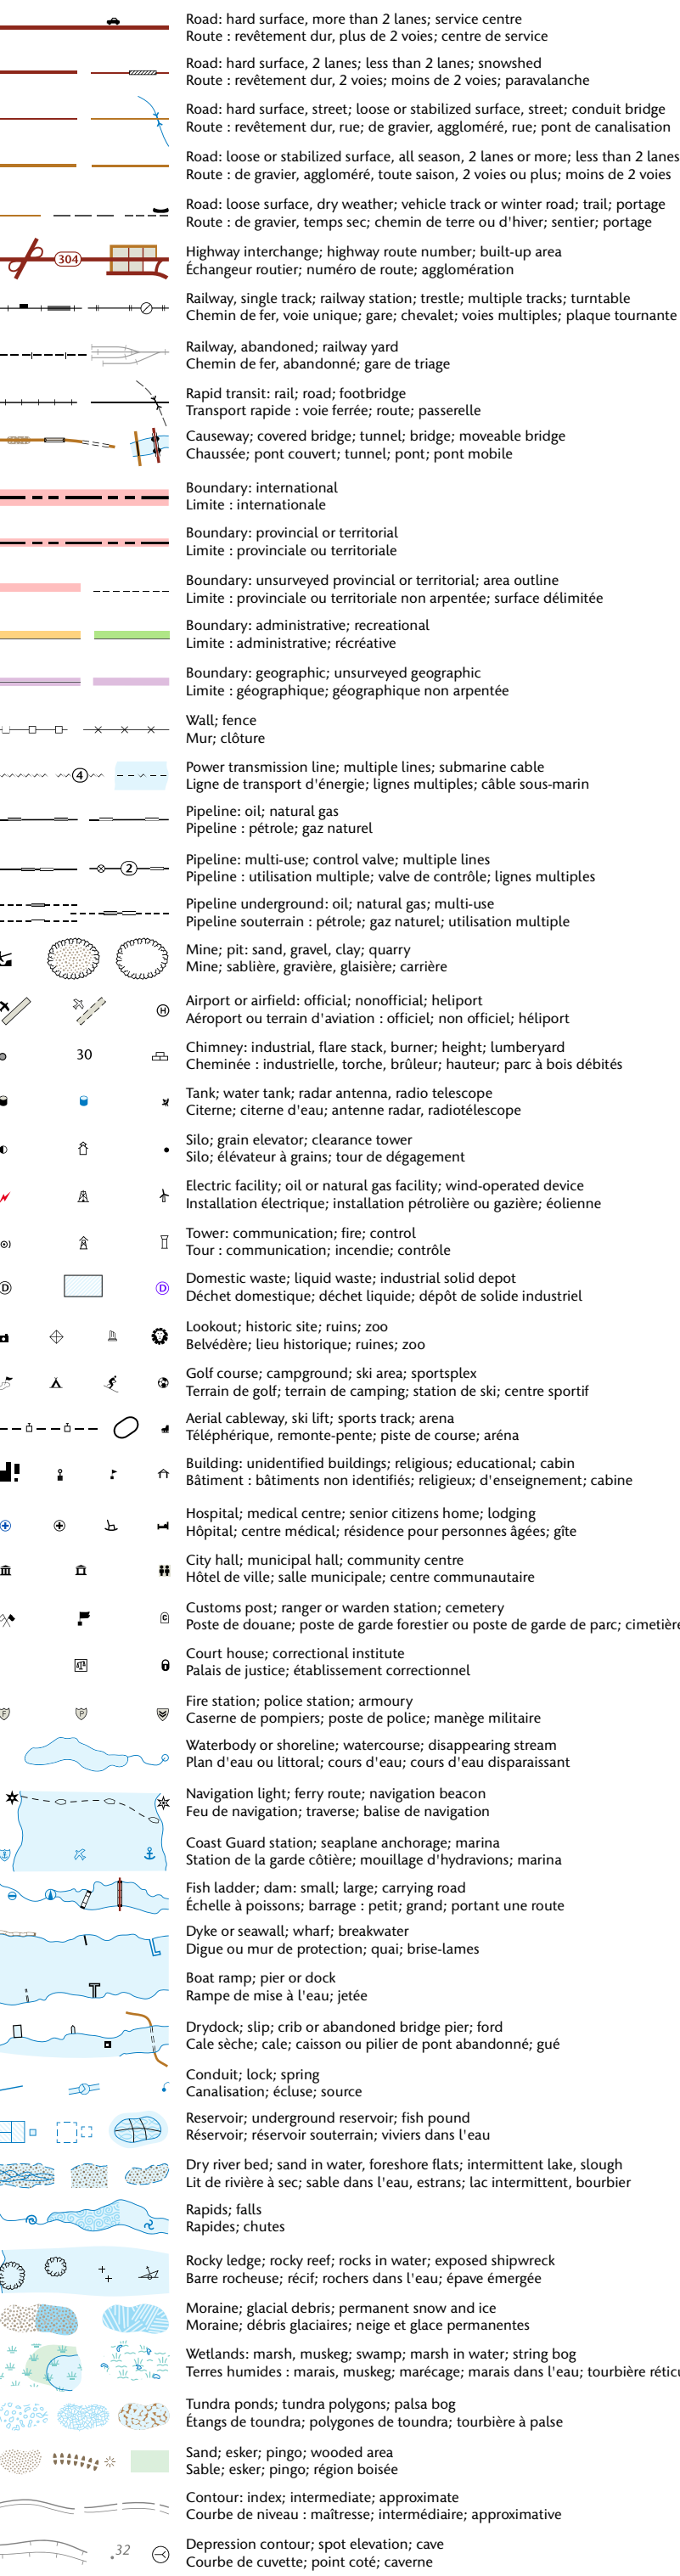 Road: hard surface, more than 2 lanes; service centre
Route : revêtement dur, plus de 2 voies; centre de service
Road: hard surface, 2 lanes; less than 2 lanes; snowshed
Route : revêtement dur, 2 voies; moins de 2 voies; paravalanche
Road: hard surface, street; loose or stabilized surface, street; conduit bridge
Route : revêtement dur, rue; de gravier, aggloméré, rue; pont de canalisation
Road: loose or stabilized surface, all season, 2 lanes or more; less than 2 lanes
Route : de gravier, aggloméré, toute saison, 2 voies ou plus; moins de 2 voies
Road: loose surface, dry weather; vehicle track or winter road; trail; portage
Route : de gravier, temps sec; chemin de terre ou d'hiver; sentier; portage
304
Highway interchange; highway route number; built-up area
Échangeur routier; numéro de route; agglomération
Railway, single track; railway station; trestle; multiple tracks; turntable
Chemin de fer, voie unique; gare; chevalet; voies multiples; plaque tournante
Railway, abandoned; railway yard
Chemin de fer, abandonné; gare de triage
Rapid transit: rail; road; footbridge
Transport rapide : voie ferrée; route; passerelle
Causeway; covered bridge; tunnel; bridge; moveable bridge
Chaussée; pont couvert; tunnel; pont; pont mobile
Boundary: international
Limite : internationale
Boundary: provincial or territorial
Limite : provinciale ou territoriale
Boundary: unsurveyed provincial or territorial; area outline
Limite : provinciale ou territoriale non arpentée; surface délimitée
Boundary: administrative; recreational
Limite : administrative; récréative
Boundary: geographic; unsurveyed geographic
Limite : géographique; géographique non arpentée
Wall; fence
Mur; clôture
4
Power transmission line; multiple lines; submarine cable
Ligne de transport d'énergie; lignes multiples; câble sous-marin
Pipeline: oil; natural gas
Pipeline : pétrole; gaz naturel
2
Pipeline: multi-use; control valve; multiple lines
Pipeline : utilisation multiple; valve de contrôle; lignes multiples
Pipeline underground: oil; natural gas; multi-use
Pipeline souterrain : pétrole; gaz naturel; utilisation multiple
Mine; pit: sand, gravel, clay; quarry
Mine; sablière, gravière, glaisière; carrière
H
Airport or airfield: official; nonofficial; heliport
Aéroport ou terrain d'aviation : officiel; non officiel; héliport
30
Chimney: industrial, flare stack, burner; height; lumberyard
Cheminée : industrielle, torche, brûleur; hauteur; parc à bois débités
Tank; water tank; radar antenna, radio telescope
Citerne; citerne d'eau; antenne radar, radiotélescope
Silo; grain elevator; clearance tower
Silo; élévateur à grains; tour de dégagement
Electric facility; oil or natural gas facility; wind-operated device
Installation électrique; installation pétrolière ou gazière; éolienne
Tower: communication; fire; control
Tour : communication; incendie; contrôle
D D
Domestic waste; liquid waste; industrial solid depot
Déchet domestique; déchet liquide; dépôt de solide industriel
Lookout; historic site; ruins; zoo
Belvédère; lieu historique; ruines; zoo
Golf course; campground; ski area; sportsplex
Terrain de golf; terrain de camping; station de ski; centre sportif
Aerial cableway, ski lift; sports track; arena
Téléphérique, remonte-pente; piste de course; aréna
Building: unidentified buildings; religious; educational; cabin
Bâtiment : bâtiments non identifiés; religieux; d'enseignement; cabine
Hospital; medical centre; senior citizens home; lodging
Hôpital; centre médical; résidence pour personnes âgées; gîte
City hall; municipal hall; community centre
Hôtel de ville; salle municipale; centre communautaire
C
Customs post; ranger or warden station; cemetery
Poste de douane; poste de garde forestier ou poste de garde de parc; cimetière
Court house; correctional institute
Palais de justice; établissement correctionnel
F P
Fire station; police station; armoury
Caserne de pompiers; poste de police; manège militaire
Waterbody or shoreline; watercourse; disappearing stream
Plan d'eau ou littoral; cours d'eau; cours d'eau disparaissant
Navigation light; ferry route; navigation beacon
Feu de navigation; traverse; balise de navigation
Coast Guard station; seaplane anchorage; marina
Station de la garde côtière; mouillage d'hydravions; marina
Fish ladder; dam: small; large; carrying road
Échelle à poissons; barrage : petit; grand; portant une route
Dyke or seawall; wharf; breakwater
Digue ou mur de protection; quai; brise-lames
Boat ramp; pier or dock
Rampe de mise à l'eau; jetée
Drydock; slip; crib or abandoned bridge pier; ford
Cale sèche; cale; caisson ou pilier de pont abandonné; gué
Conduit; lock; spring
Canalisation; écluse; source
Reservoir; underground reservoir; fish pound
Réservoir; réservoir souterrain; viviers dans l'eau
Dry river bed; sand in water, foreshore flats; intermittent lake, slough
Lit de rivière à sec; sable dans l'eau, estrans; lac intermittent, bourbier
Rapids; falls
Rapides; chutes
Rocky ledge; rocky reef; rocks in water; exposed shipwreck
Barre rocheuse; récif; rochers dans l'eau; épave émergée
Moraine; glacial debris; permanent snow and ice
Moraine; débris glaciaires; neige et glace permanentes
Wetlands: marsh, muskeg; swamp; marsh in water; string bog
Terres humides : marais, muskeg; marécage; marais dans l'eau; tourbière réticu
Tundra ponds; tundra polygons; palsa bog
Étangs de toundra; polygones de toundra; tourbière à palse
Sand; esker; pingo; wooded area
Sable; esker; pingo; région boisée
Contour: index; intermediate; approximate
Courbe de niveau : maîtresse; intermédiaire; approximative
.32
Depression contour; spot elevation; cave
Courbe de cuvette; point coté; caverne